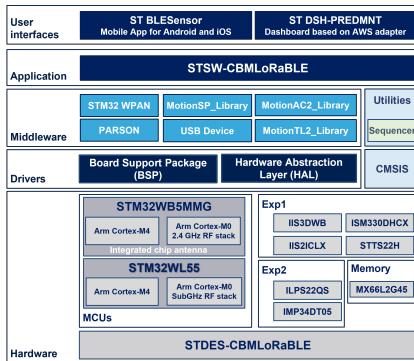 User
interfaces
ST BLESensor
Mobile App for Android and iOS
ST DSH-PREDMNT
Dashboard based on AWS adapter
Application
STSW-CBMLoRaBLE
Middleware
STM32 WPAN
MotionSP_Library
MotionAC2_Library
PARSON
USB Device
MotionTL2_Library
Utilities
Sequencer
Drivers
Board Support Package
(BSP)
Hardware Abstraction
Layer (HAL)
CMSIS
Hardware
STM32WB5MMG
Arm Cortex-M4
Arm Cortex-M0
2.4 GHz RF stack
Integrated chip antenna
STM32WL55
Arm Cortex-M4
Arm Cortex-M0
SubGHz RF stack
MCUs
Exp1
IIS3DWB
ISM330DHCX
IIS2ICLX
STTS22H
Exp2
ILPS22QS
IMP34DT05
Memory
MX66L2G45
STDES-CBMLoRaBLE